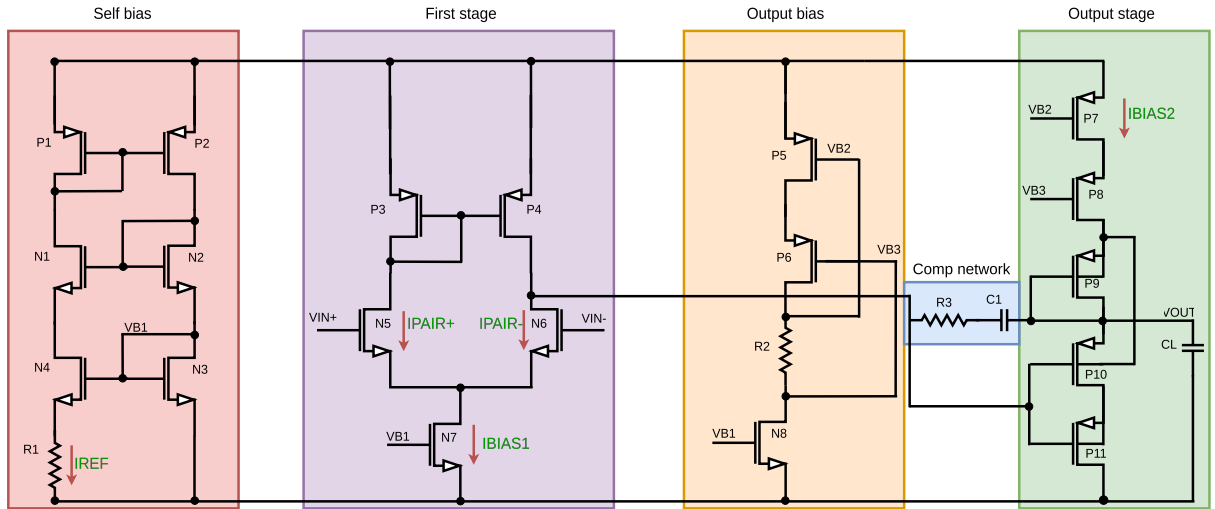 Self bias
First stage
Output bias
Output stage
P1
P2
N1
N2
VB1
N4
N3
R1
IREF
P3
P4
VIN+
N5
IPAIR+
IPAIR-
N6
VIN-
VB1
N7
IBIAS1
P5
VB2
P6
VB3
R2
VB1
N8
Comp network
R3
C1
VB2
P7
IBIAS2
VB3
P8
P9
VOUT
CL
P10
P11